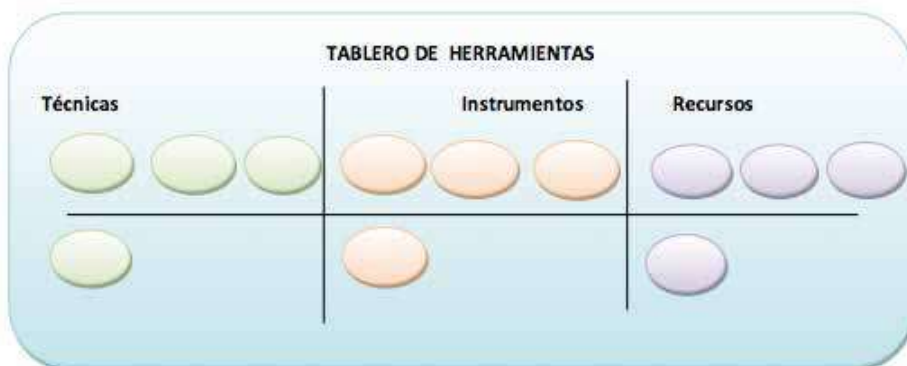 TABLERO DE HERRAMIENTAS
Técnicas Instrumentos Recursos